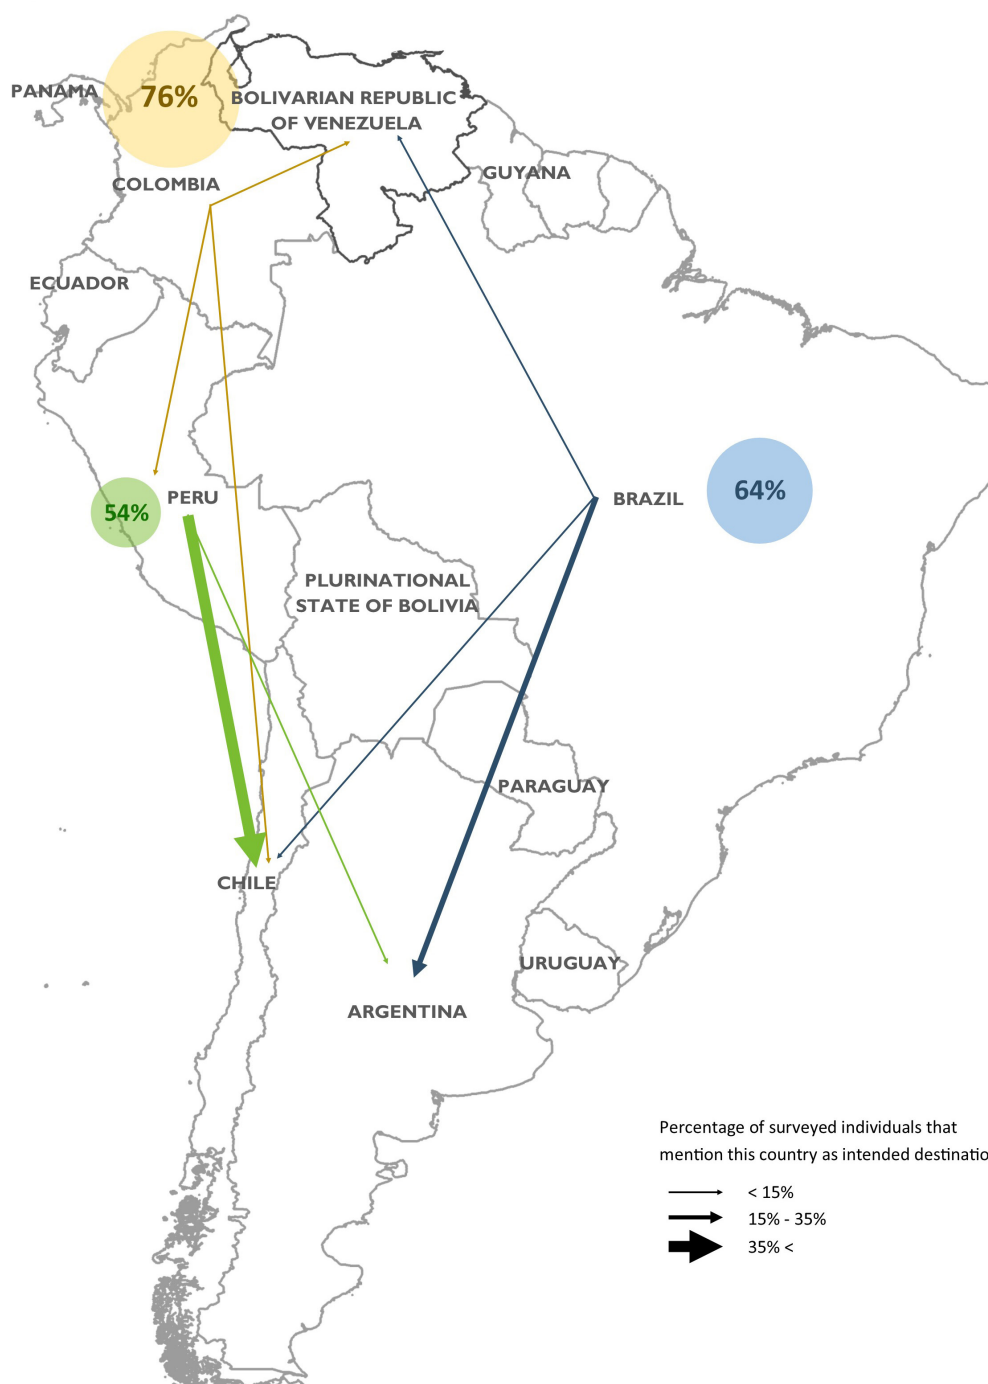 PANAMA
76%
BOLIVARIAN REPUBLIC
OF VENEZUELA
COLOMBIA
GUYANA
ECUADOR
PERU
54%
BRAZIL
64%
PLURINATIONAL
STATE OF BOLIVIA
PARAGUAY
CHILE
URUGUAY
ARGENTINA
Percentage of surveyed individuals that
mention this country as intended destinatio
< 15%
15% - 35%
35% <